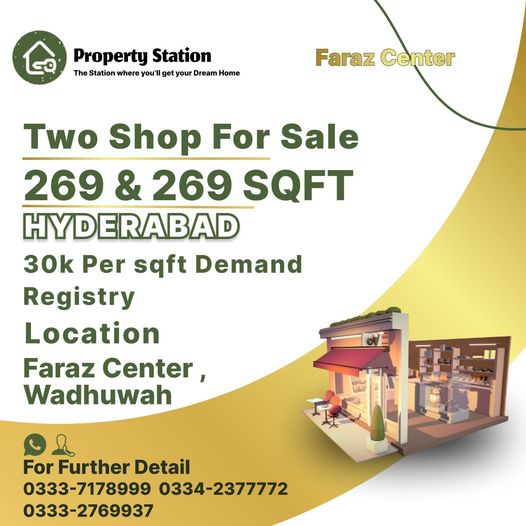 Property Station
The Station where you'll get your Dream Home
Faraz Center
Two Shop For Sale
269 & 269 SQFT
HYDERABAD
30k Per sqft Demand
Registry
Location
Faraz Center ,
Wadhuwah
For Further Detail
0333-7178999 0334-2377772
0333-2769937